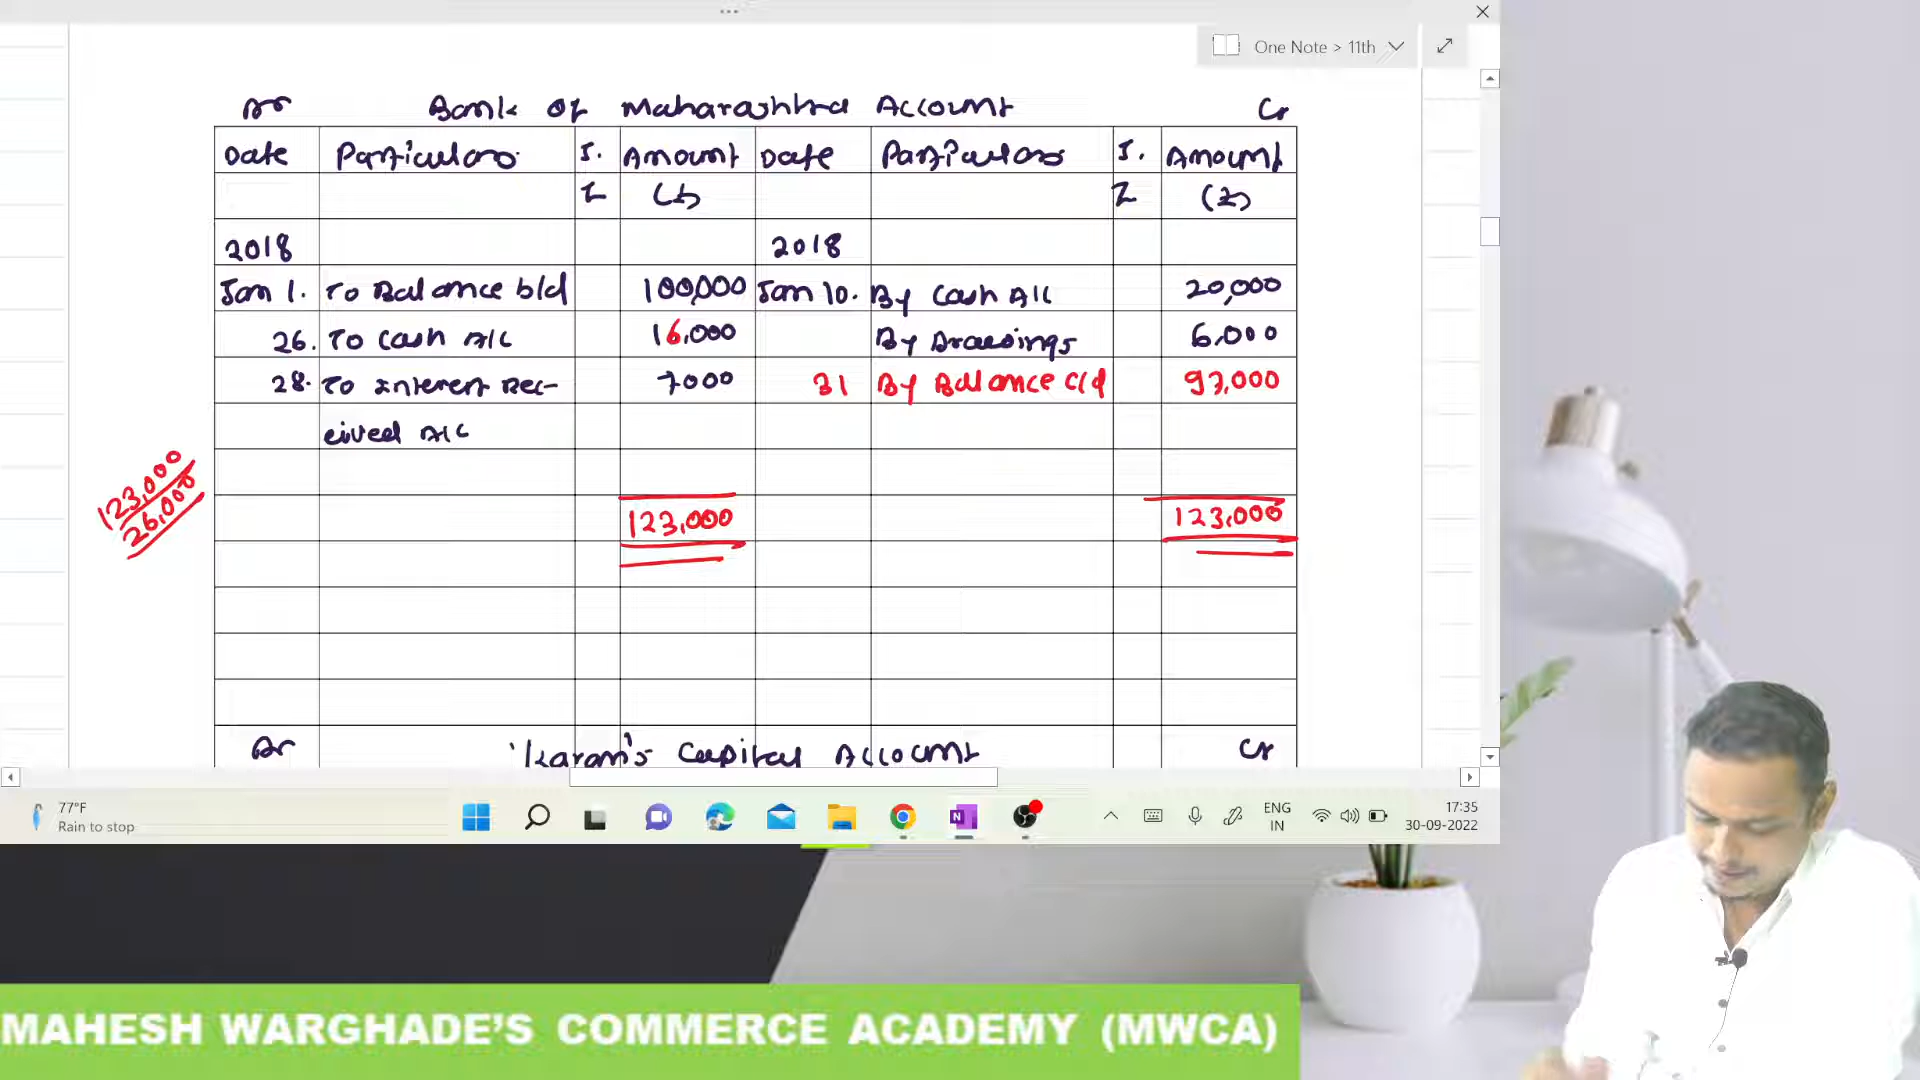 One Note > 11th
Dr Bank of Maharashtra Account Cr
Date Particulars J. Amount Date Particulars J. Amount
F (₹) F (₹)
2018 2018
Jan 1. To Balance b/d 100,000 Jan 10. By Cash A/c 20,000
26. To Cash A/c 16,000 By Drawings 6,000
28. To Interest Rec- 7000 31 By Balance c/d 97,000
eived A/c
123,000
26,000
123,000 123,000
Dr 'Karan's Capital Account Cr
77°F
Rain to stop
ENG
IN
17:35
30-09-2022
MAHESH WARGHADE'S COMMERCE ACADEMY (MWCA)